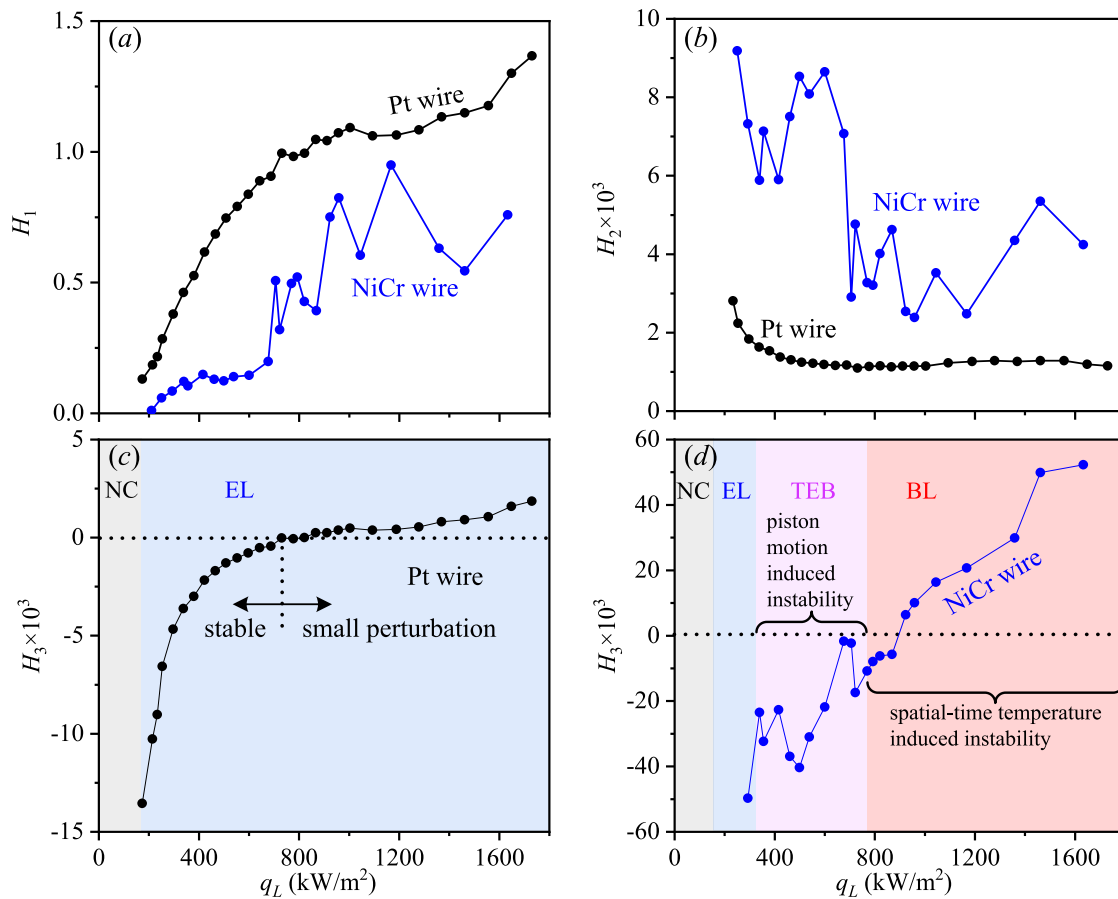 (a)
1.5
1.0
0.5
0.0
H1
Pt wire
NiCr wire
(b)
10
8
6
4
2
0
H2×10³
NiCr wire
Pt wire
(c)
5
0
-5
-10
-15
H3×10³
NC
EL
Pt wire
stable
small perturbation
0
400
800
1200
1600
qL (kW/m²)
(d)
60
40
20
0
-20
-40
-60
H3×10³
NC
EL
TEB
BL
piston
motion
induced
instability
NiCr wire
spatial-time temperature
induced instability
0
400
800
1200
1600
qL (kW/m²)